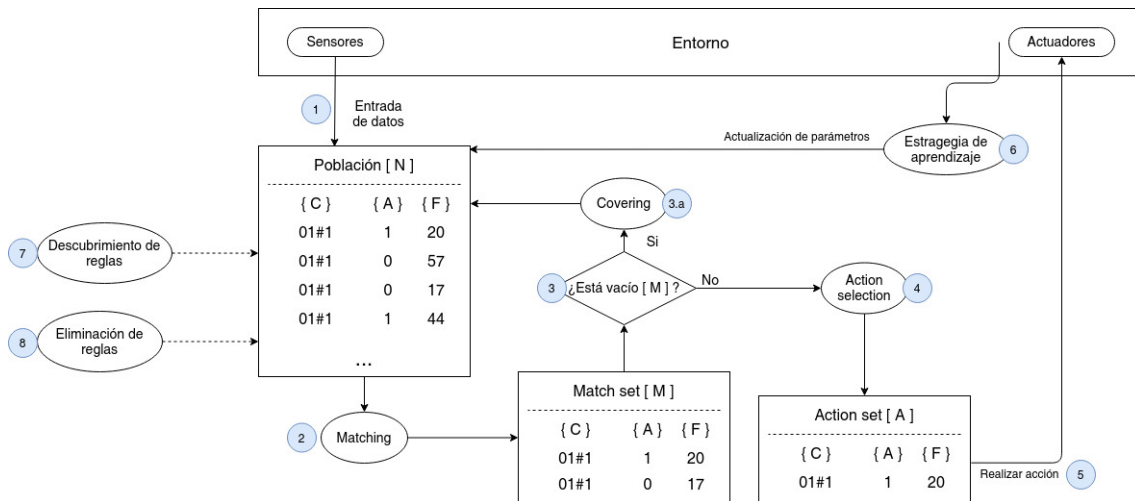 Sensores
Entorno
Actuadores
1
Entrada
de datos
Actualización de parámetros
Estragegia de
aprendizaje
6
Población [ N ]
{ C } { A } { F }
01#1 1 20
01#1 0 57
01#1 0 17
01#1 1 44
...
Covering
3.a
Si
7
Descubrimiento de
reglas
3
¿Está vacío [ M ] ?
No
Action
selection
4
8
Eliminación de
reglas
2
Matching
Match set [ M ]
{ C } { A } { F }
01#1 1 20
01#1 0 17
Action set [ A ]
{ C } { A } { F }
01#1 1 20
Realizar acción
5